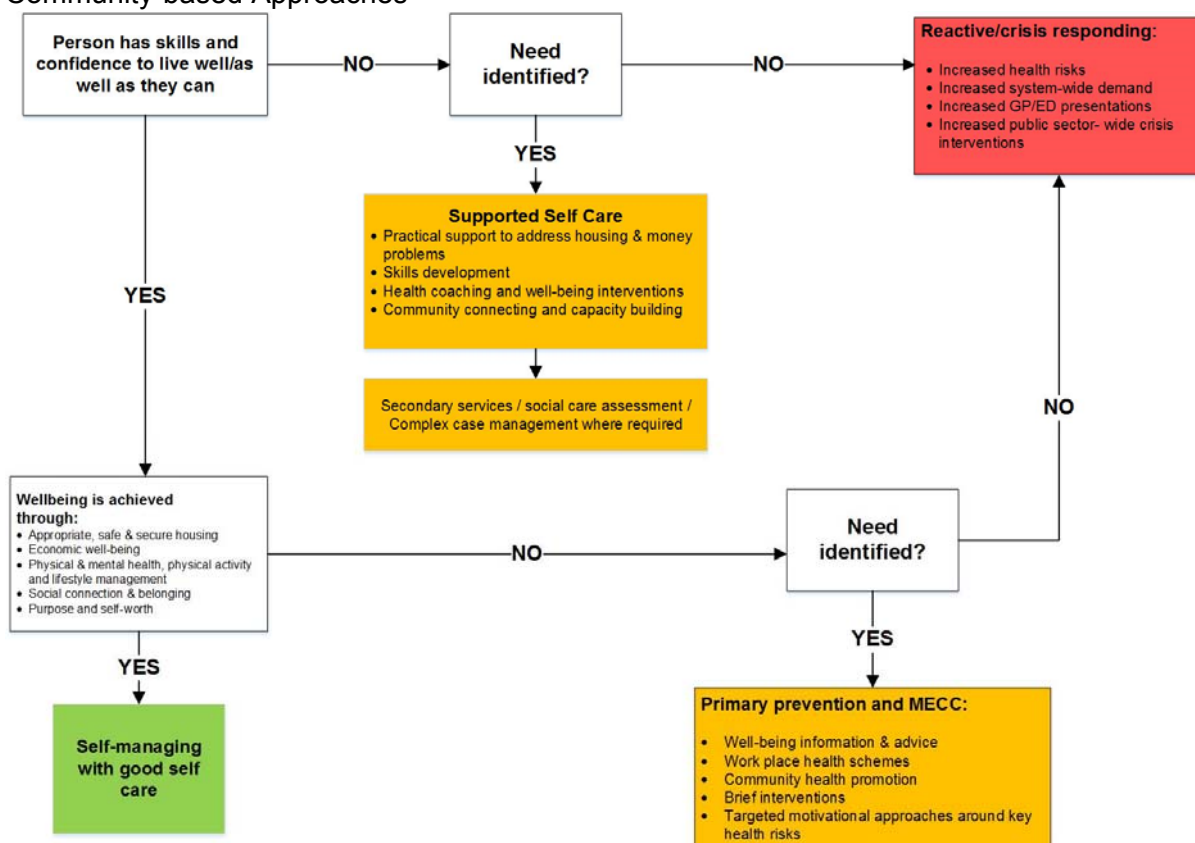 Community-based Approaches
Person has skills and
confidence to live well/as
well as they can
NO
Need
identified?
NO
Reactive/crisis responding:
• Increased health risks
• Increased system-wide demand
• Increased GP/ED presentations
• Increased public sector- wide crisis
interventions
YES
YES
Supported Self Care
• Practical support to address housing & money
problems
• Skills development
• Health coaching and well-being interventions
• Community connecting and capacity building
Secondary services / social care assessment /
Complex case management where required
NO
Wellbeing is achieved
through:
• Appropriate, safe & secure housing
• Economic well-being
• Physical & mental health, physical activity
and lifestyle management
• Social connection & belonging
• Purpose and self-worth
NO
Need
identified?
YES
YES
Self-managing
with good self
care
Primary prevention and MECC:
• Well-being information & advice
• Work place health schemes
• Community health promotion
• Brief interventions
• Targeted motivational approaches around key
health risks